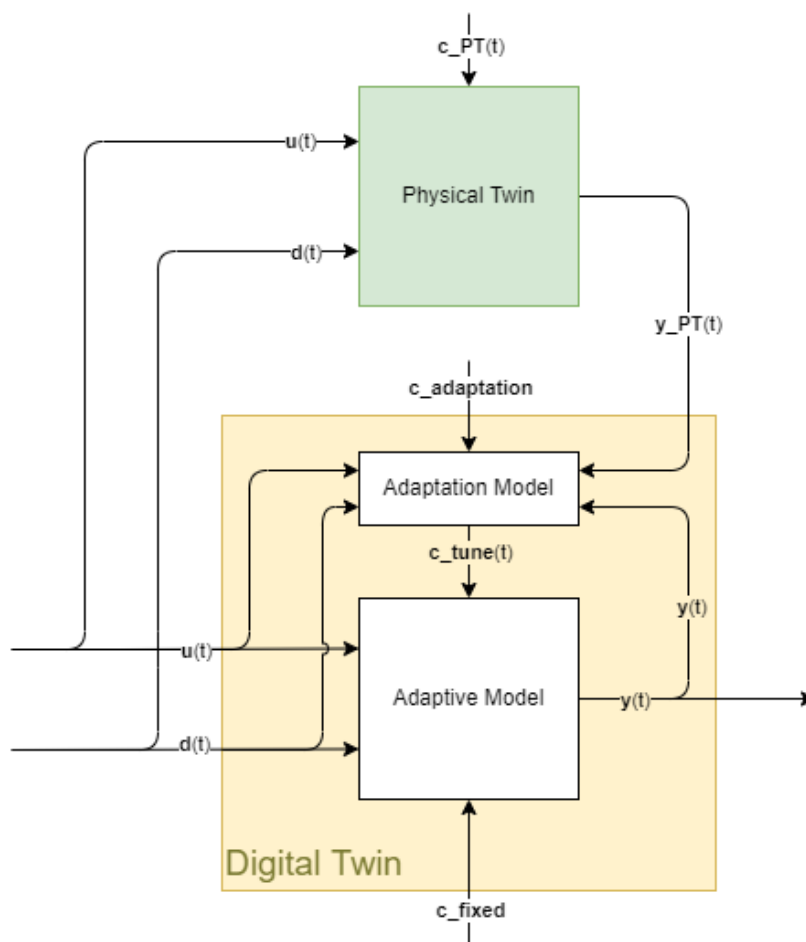 c_PT(t)
u(t)
Physical Twin
d(t)
y_PT(t)
c_adaptation
Adaptation Model
c_tune(t)
y(t)
u(t)
Adaptive Model
y(t)
d(t)
Digital Twin
c_fixed